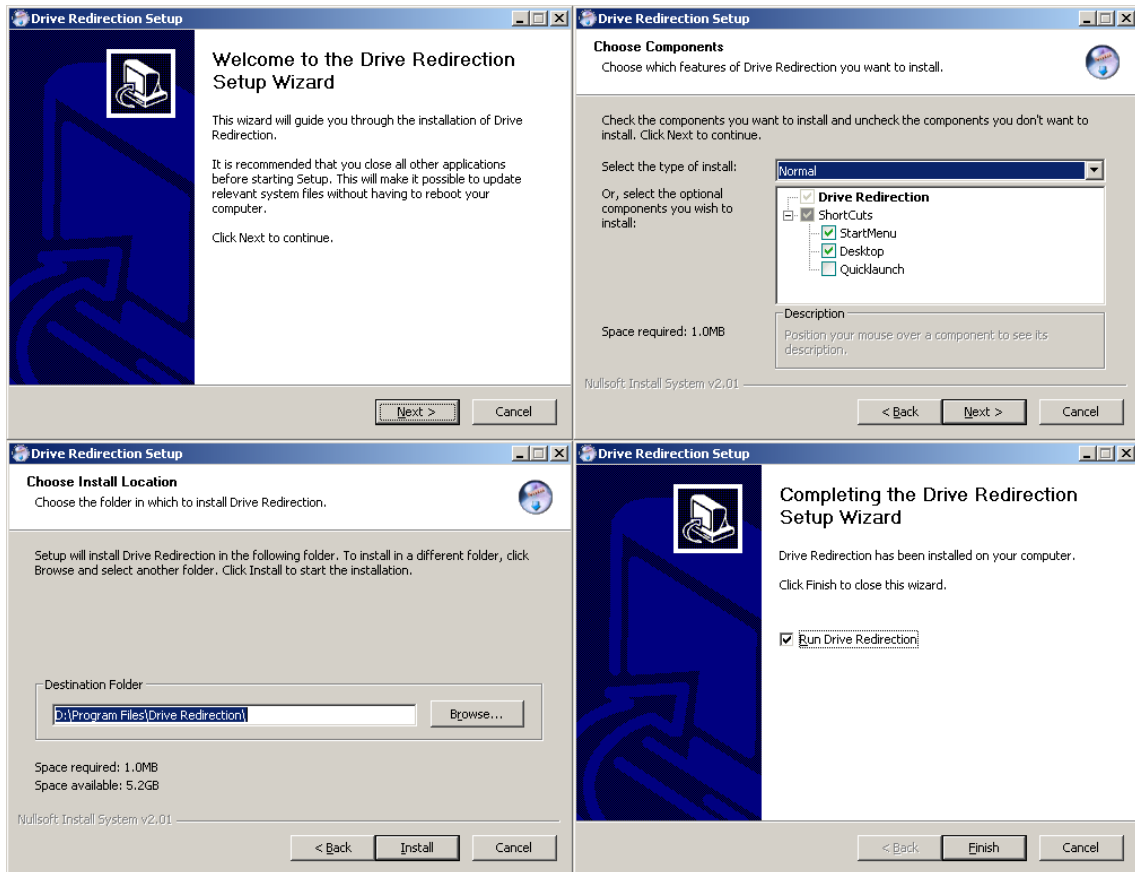 Drive Redirection Setup
Welcome to the Drive Redirection
Setup Wizard
This wizard will guide you through the installation of Drive
Redirection.
It is recommended that you close all other applications
before starting Setup. This will make it possible to update
relevant system files without having to reboot your
computer.
Click Next to continue.
Next >
Cancel
Drive Redirection Setup
Choose Components
Choose which features of Drive Redirection you want to install.
Check the components you want to install and uncheck the components you don't want to
install. Click Next to continue.
Select the type of install:
Normal
Or, select the optional
components you wish to
install:
Drive Redirection
ShortCuts
StartMenu
Desktop
Quicklaunch
Space required: 1.0MB
Description
Position your mouse over a component to see its
description.
Nullsoft Install System v2.01
< Back
Next >
Cancel
Drive Redirection Setup
Choose Install Location
Choose the folder in which to install Drive Redirection.
Setup will install Drive Redirection in the following folder. To install in a different folder, click
Browse and select another folder. Click Install to start the installation.
Destination Folder
D:\Program Files\Drive Redirection\
Browse...
Space required: 1.0MB
Space available: 5.2GB
Nullsoft Install System v2.01
< Back
Install
Cancel
Drive Redirection Setup
Completing the Drive Redirection
Setup Wizard
Drive Redirection has been installed on your computer.
Click Finish to close this wizard.
Run Drive Redirection
< Back
Finish
Cancel